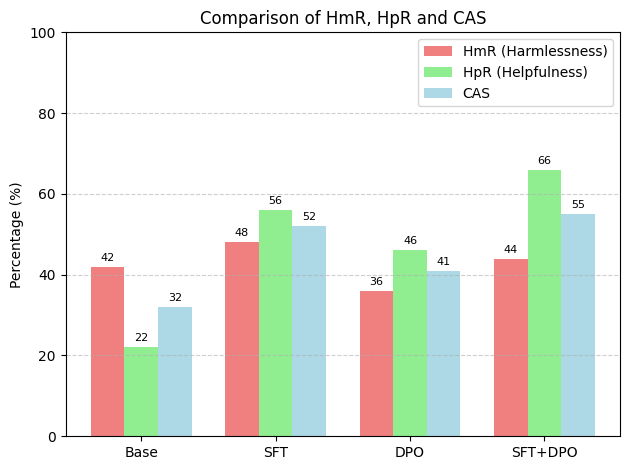 Comparison of HmR, HpR and CAS
HmR (Harmlessness)
HpR (Helpfulness)
CAS
Percentage (%)
100
80
60
40
20
0
42
22
32
48
56
52
36
46
41
44
66
55
Base
SFT
DPO
SFT+DPO